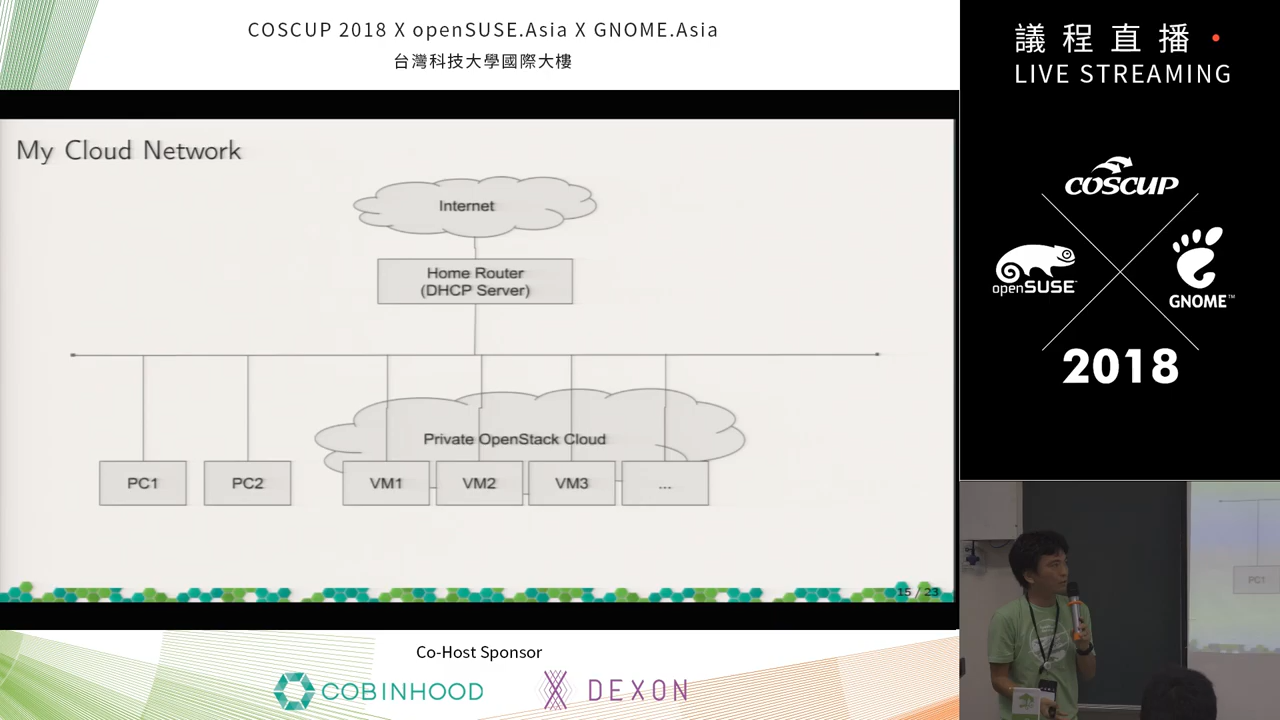 COSCUP 2018 X openSUSE.Asia X GNOME.Asia
台灣科技大學國際大樓
議程直播
LIVE STREAMING
My Cloud Network
Internet
Home Router
(DHCP Server)
Private OpenStack Cloud
PC1
PC2
VM1
VM2
VM3
...
15 / 23
COSCUP
openSUSE
GNOME™
2018
PC1
Co-Host Sponsor
COBINHOOD
DEXON